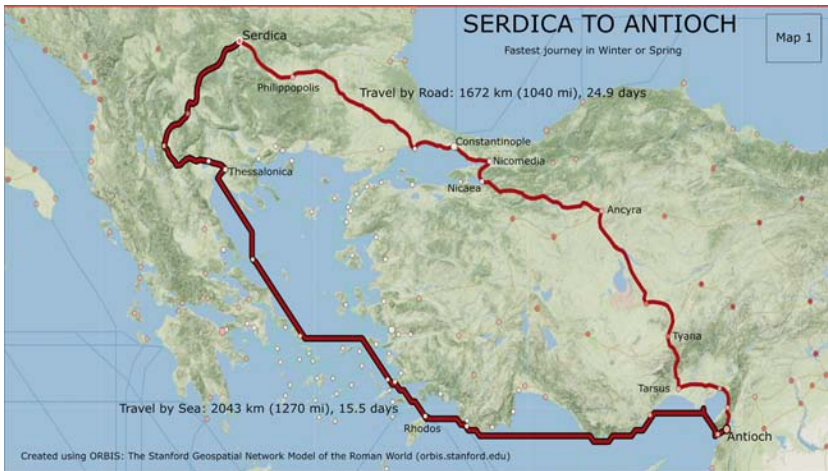 SERDICA TO ANTIOCH
Map 1
Fastest journey in Winter or Spring
Serdica
Philippopolis
Travel by Road: 1672 km (1040 mi), 24.9 days
Constantinople
Nicomedia
Thessalonica
Nicaea
Ancyra
Tyana
Tarsus
Travel by Sea: 2043 km (1270 mi), 15.5 days
Rhodos
Antioch
Created using ORBIS: The Stanford Geospatial Network Model of the Roman World (orbis.stanford.edu)